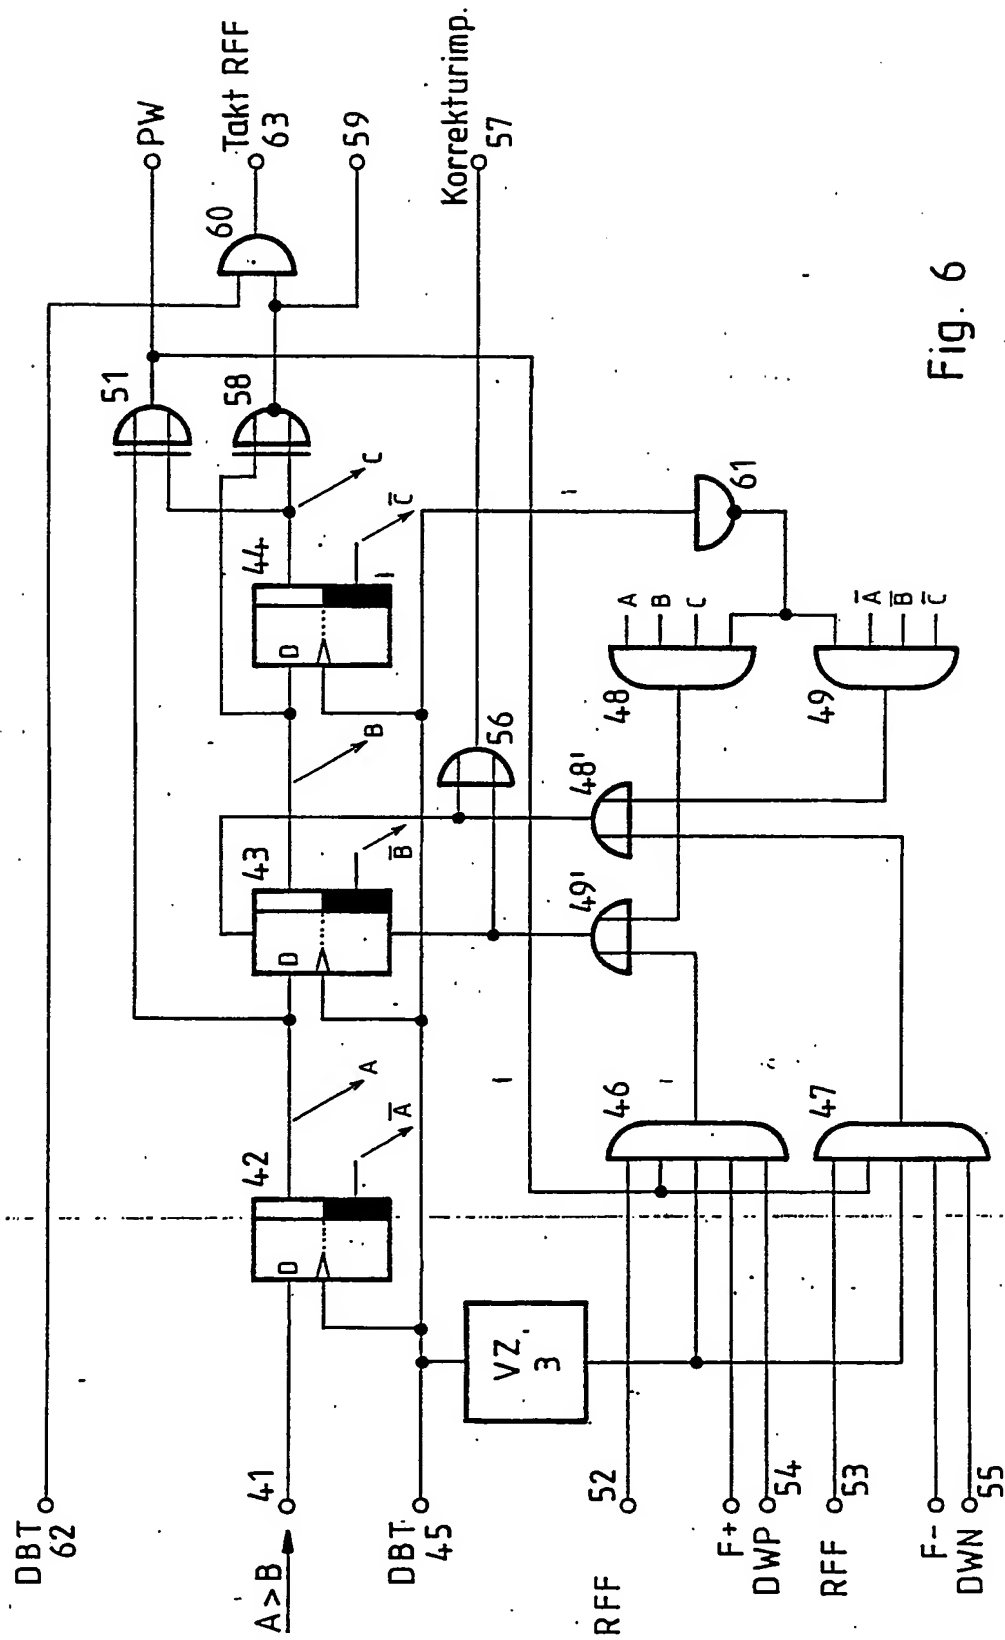 DBT
62
A>B
41
DBT
45
RFF
52
F+
DWP
54
RFF
53
F-
DWN
55
VZ
3
42
D
A
A̅
43
D
B
B̅
44
D
C
C̅
51
58
60
PW
Takt RFF
63
59
Korrekturimp.
57
56
46
47
49'
48'
48
A
B
C
49
A̅
B̅
C̅
61
Fig. 6